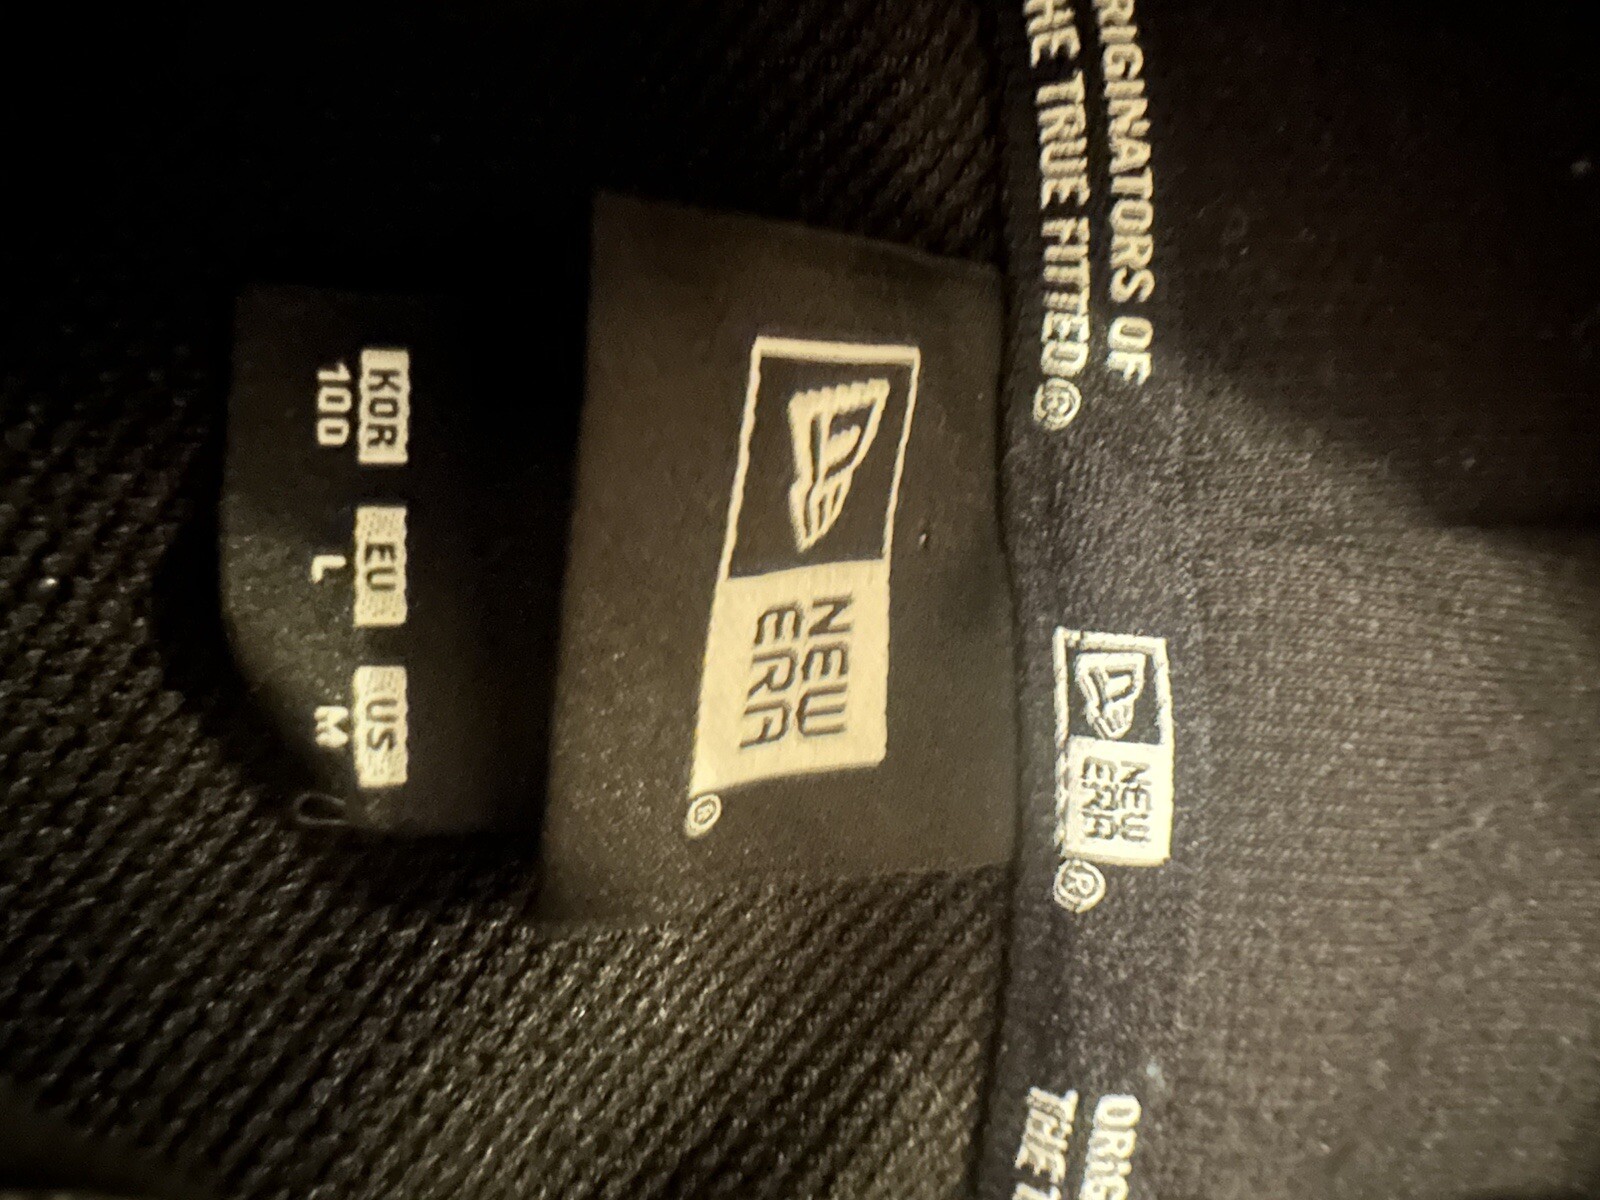 ORIGINATORS OF
THE TRUE FITTED®
NEW
ERA
®
NEW
ERA
®
KOR EU US
100 L M